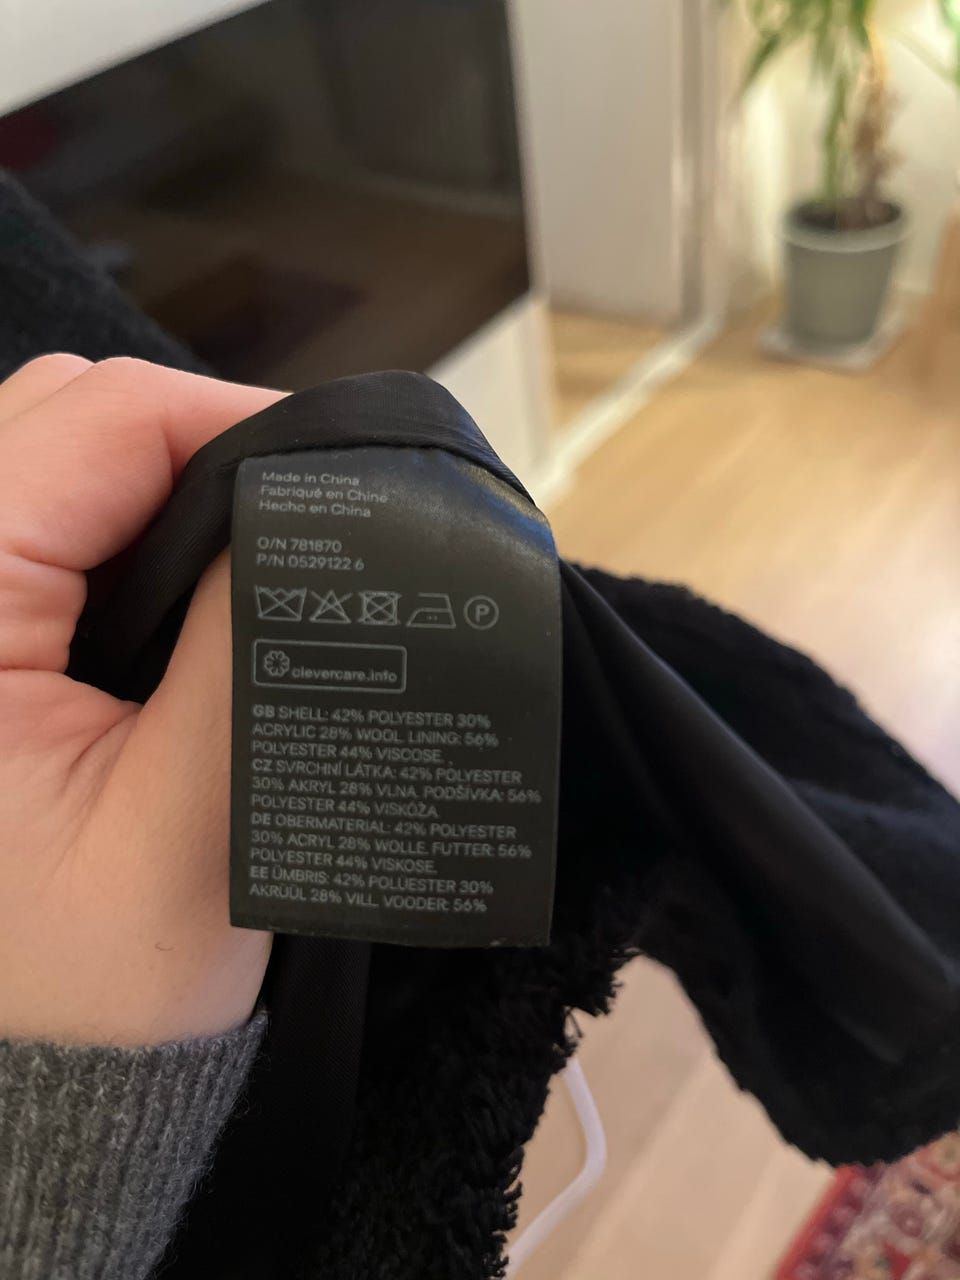 Made in China
Fabriqué en Chine
Hecho en China
O/N 781870
P/N 0529122 6
P
clevercare.info
GB SHELL: 42% POLYESTER 30%
ACRYLIC 28% WOOL. LINING: 56%
POLYESTER 44% VISCOSE.
CZ SVRCHNÍ LÁTKA: 42% POLYESTER
30% AKRYL 28% VLNA. PODŠÍVKA: 56%
POLYESTER 44% VISKÓZA.
DE OBERMATERIAL: 42% POLYESTER
30% ACRYL 28% WOLLE. FUTTER: 56%
POLYESTER 44% VISKOSE.
EE ÜMBRIS: 42% POLÜESTER 30%
AKRÜÜL 28% VILL. VOODER: 56%